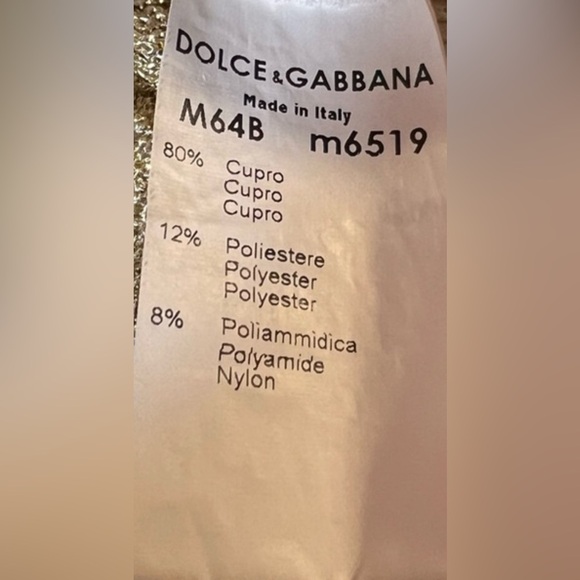 DOLCE&GABBANA
Made in Italy
M64B m6519
80% Cupro
Cupro
Cupro
12% Poliestere
Polyester
Polyester
8% Poliammidica
Polyamide
Nylon